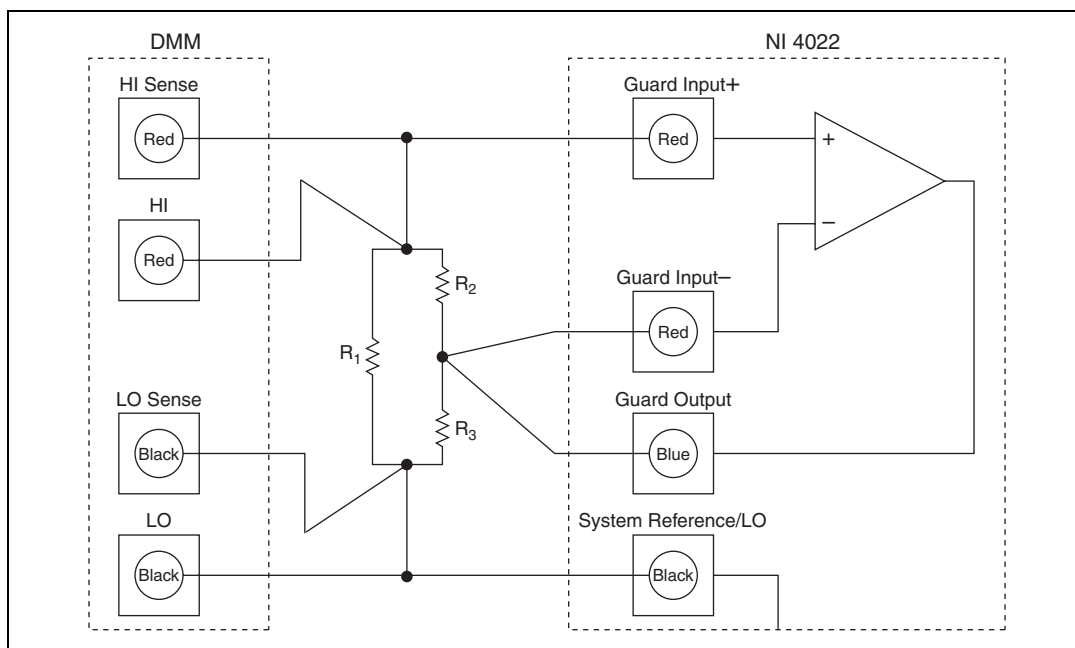 DMM
NI 4022
HI Sense
Red
HI
Red
LO Sense
Black
LO
Black
R1
R2
R3
Guard Input+
Red
Guard Input−
Red
Guard Output
Blue
System Reference/LO
Black
+
−